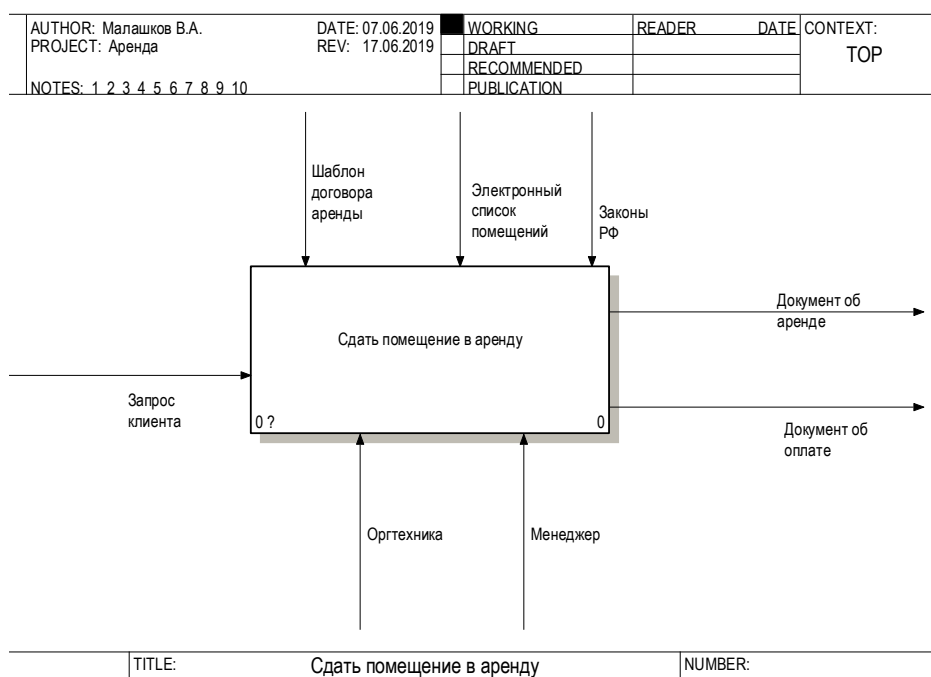 AUTHOR: Малашков В.А. DATE: 07.06.2019 WORKING READER DATE CONTEXT:
PROJECT: Аренда REV: 17.06.2019 DRAFT TOP
RECOMMENDED
NOTES: 1 2 3 4 5 6 7 8 9 10 PUBLICATION
Шаблон
договора
аренды
Электронный
список
помещений
Законы
РФ
Сдать помещение в аренду
0 ? 0
Документ об
аренде
Запрос
клиента
Документ об
оплате
Оргтехника
Менеджер
TITLE: Сдать помещение в аренду NUMBER: